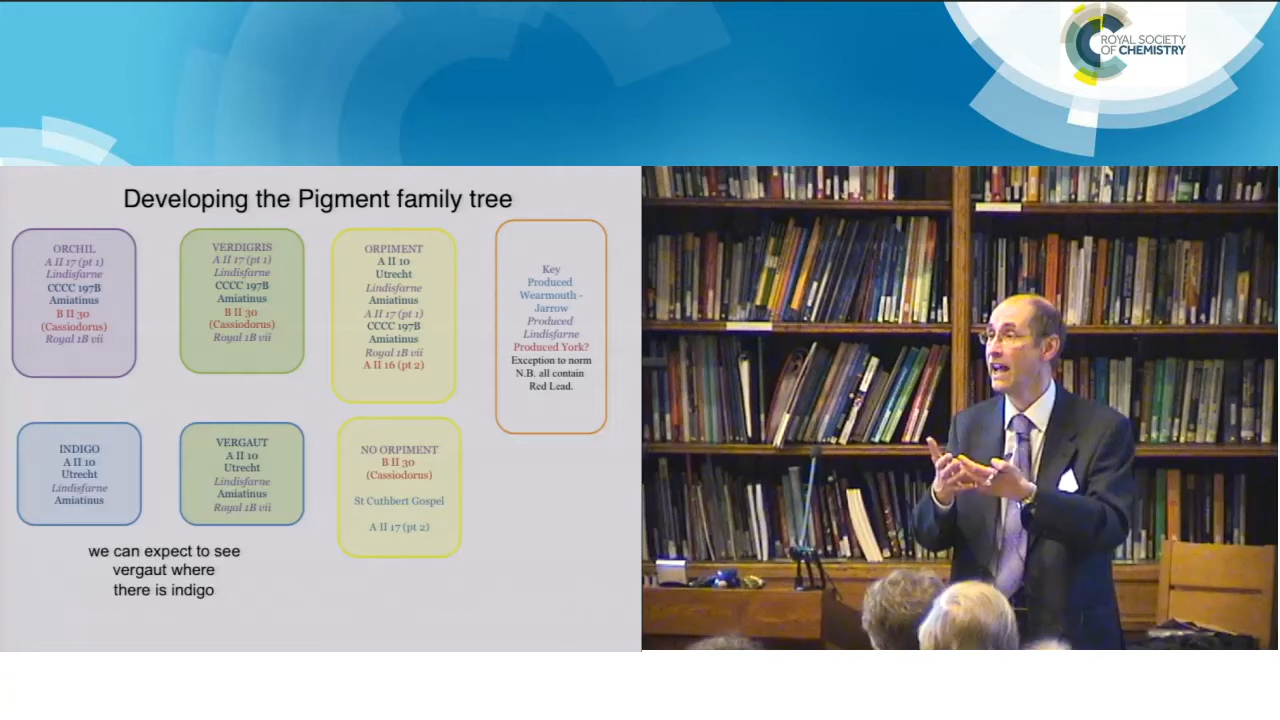 ROYAL SOCIETY
OF CHEMISTRY
Developing the Pigment family tree
ORCHIL
A II 17 (pt 1)
Lindisfarne
CCCC 197B
Amiatinus
B II 30
(Cassiodorus)
Royal 1B vii
VERDIGRIS
A II 17 (pt 1)
Lindisfarne
CCCC 197B
Amiatinus
B II 30
(Cassiodorus)
Royal 1B vii
ORPIMENT
A II 10
Utrecht
Lindisfarne
Amiatinus
A II 17 (pt 1)
CCCC 197B
Amiatinus
Royal 1B vii
A II 16 (pt 2)
Key
Produced
Wearmouth -
Jarrow
Produced
Lindisfarne
Produced York?
Exception to norm
N.B. all contain
Red Lead.
INDIGO
A II 10
Utrecht
Lindisfarne
Amiatinus
VERGAUT
A II 10
Utrecht
Lindisfarne
Amiatinus
Royal 1B vii
NO ORPIMENT
B II 30
(Cassiodorus)
St Cuthbert Gospel
A II 17 (pt 2)
we can expect to see
vergaut where
there is indigo